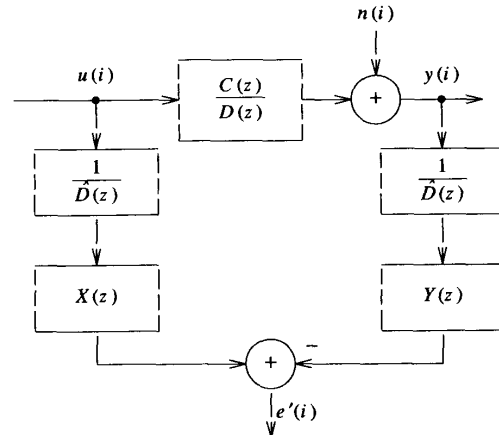 n(i)
u(i)
y(i)
C(z)
D(z)
+
1
D̂(z)
1
D̂(z)
X(z)
Y(z)
+
−
e′(i)